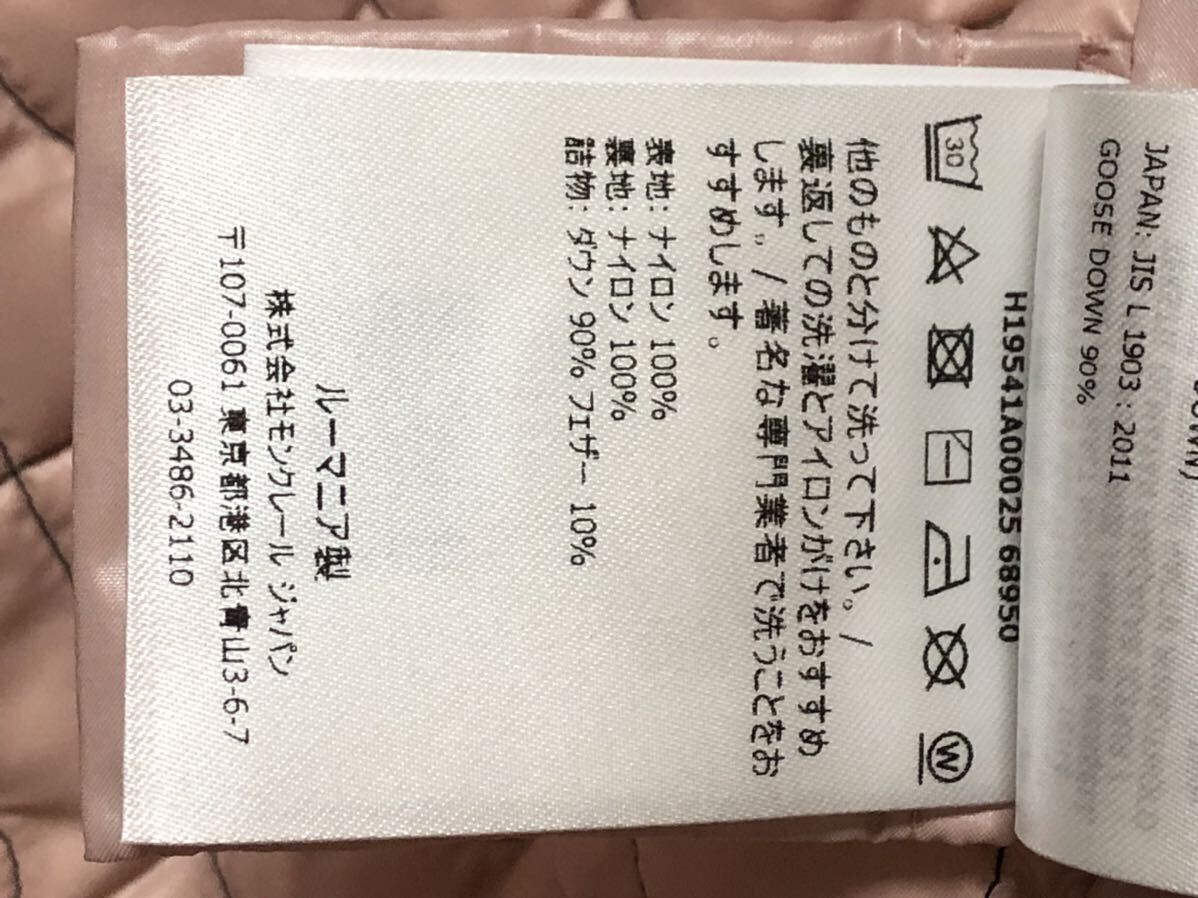 JAPAN: JIS L 1903 : 2011
GOOSE DOWN 90%
H19541A00025 68950
30
W
他のものと分けて洗って下さい。/
裏返しての洗濯とアイロンがけをおすすめ
します。/ 著名な専門業者で洗うことをお
すすめします。
表地: ナイロン 100%
裏地: ナイロン 100%
詰物: ダウン 90% フェザー 10%
ルーマニア製
株式会社モンクレール ジャパン
〒107-0061 東京都港区北青山3-6-7
03-3486-2110